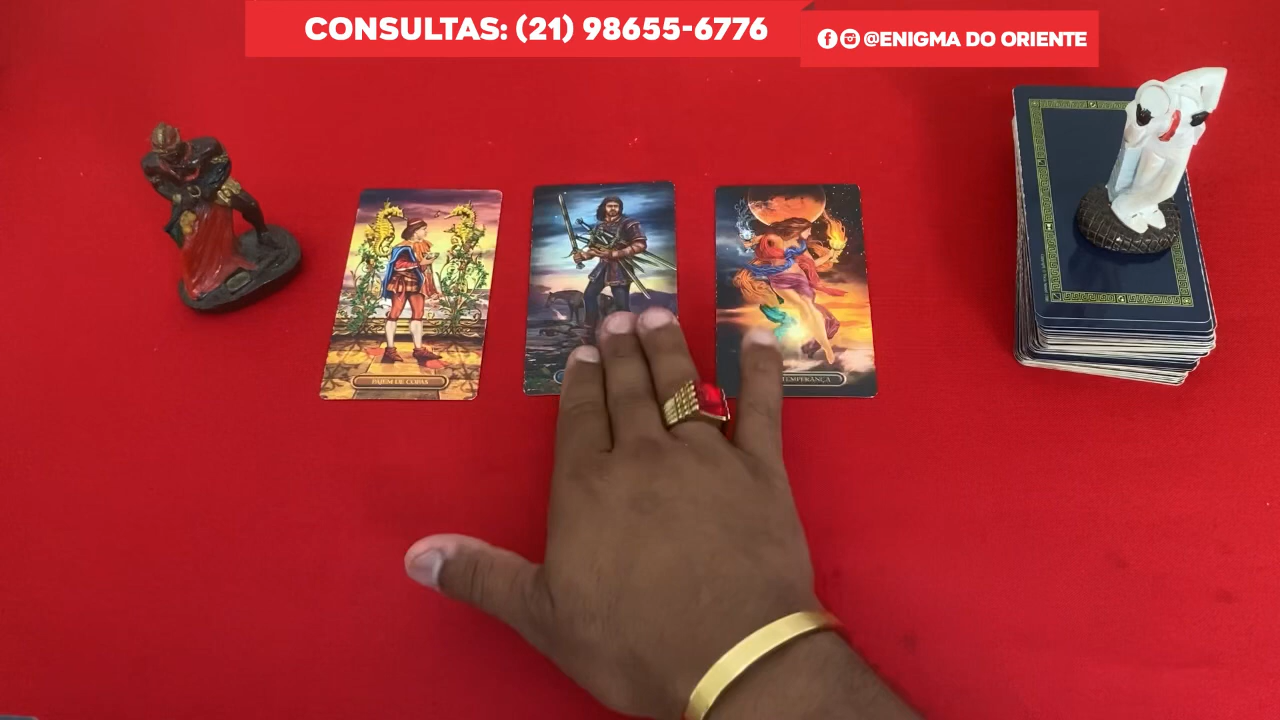 CONSULTAS: (21) 98655-6776
@ENIGMA DO ORIENTE
PAJEM DE COPAS
TEMPERANÇA